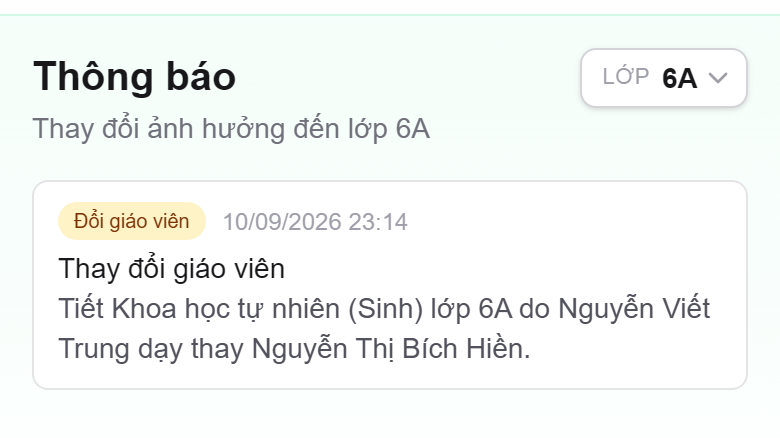 Thông báo
LỚP 6A
Thay đổi ảnh hưởng đến lớp 6A
Đổi giáo viên 10/09/2026 23:14
Thay đổi giáo viên
Tiết Khoa học tự nhiên (Sinh) lớp 6A do Nguyễn Viết
Trung dạy thay Nguyễn Thị Bích Hiền.